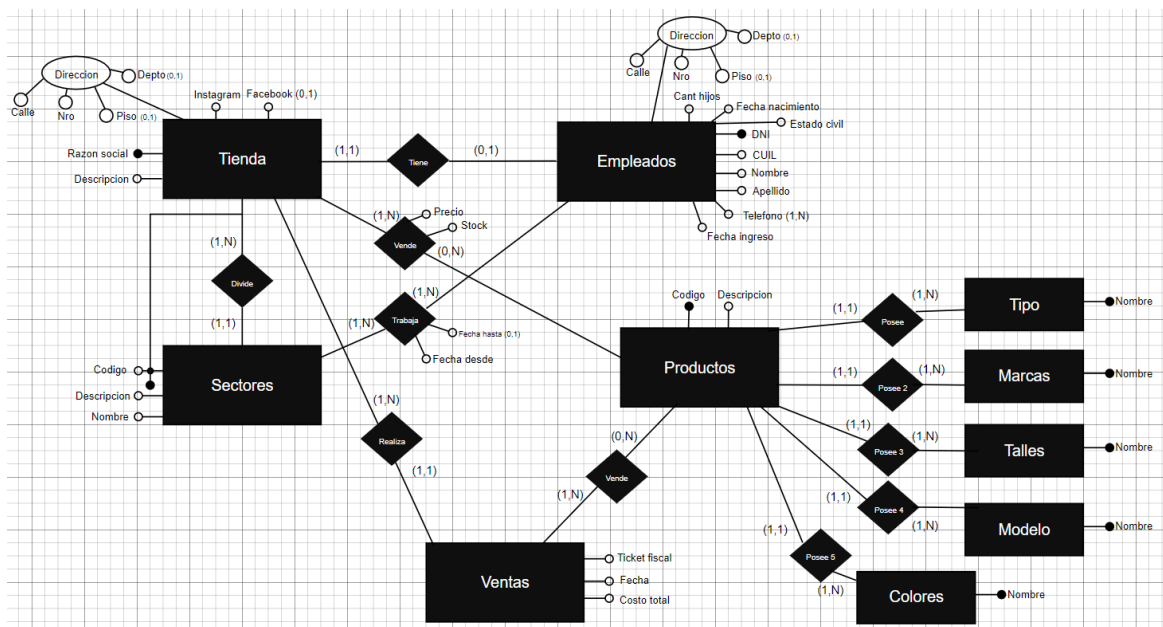 Direccion
Depto (0,1)
Calle
Nro
Piso (0,1)
Instagram
Facebook (0,1)
Razon social
Descripcion
Tienda
(1,1)
Tiene
(0,1)
Direccion
Depto (0,1)
Calle
Nro
Piso (0,1)
Cant hijos
Fecha nacimiento
Estado civil
DNI
CUIL
Nombre
Apellido
Telefono (1,N)
Fecha ingreso
Empleados
(1,N)
Precio
Stock
Vende
(0,N)
(1,N)
Divide
(1,1)
(1,N)
Trabaja
(1,N)
Fecha hasta (0,1)
Fecha desde
Codigo
Descripcion
Nombre
Sectores
(1,N)
Realiza
(1,1)
Codigo
Descripcion
Productos
(1,1)
Posee
(1,N)
Tipo
Nombre
(1,1)
Posee 2
(1,N)
Marcas
Nombre
(1,1)
Posee 3
(1,N)
Talles
Nombre
(1,1)
Posee 4
(1,N)
Modelo
Nombre
(1,1)
Posee 5
(1,N)
Colores
Nombre
(0,N)
Vende
(1,N)
Ventas
Ticket fiscal
Fecha
Costo total